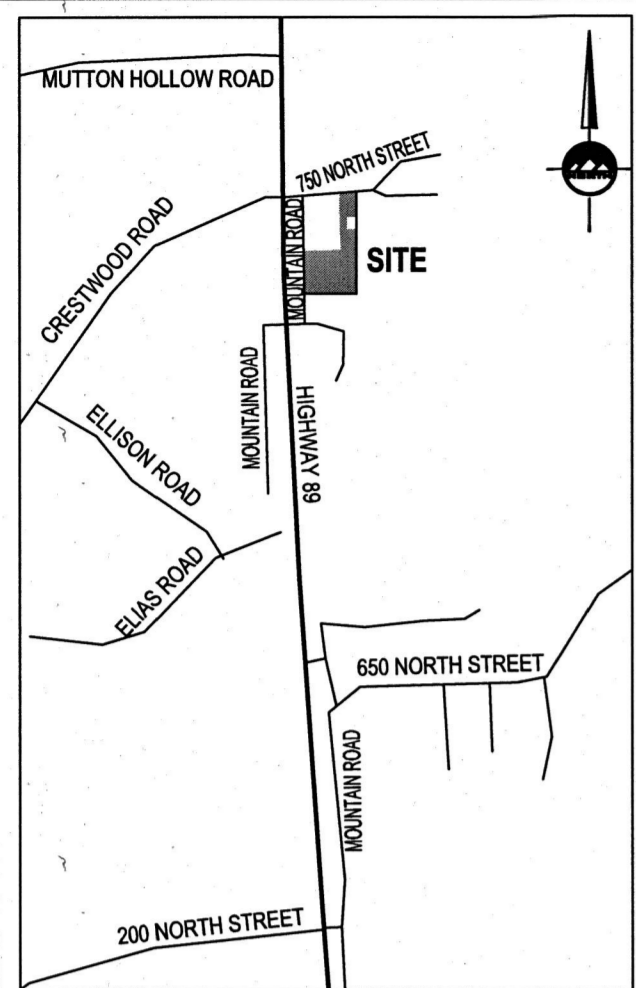 MUTTON HOLLOW ROAD
750 NORTH STREET
CRESTWOOD ROAD
MOUNTAIN ROAD
SITE
MOUNTAIN ROAD
HIGHWAY 89
ELLISON ROAD
ELIAS ROAD
650 NORTH STREET
MOUNTAIN ROAD
200 NORTH STREET